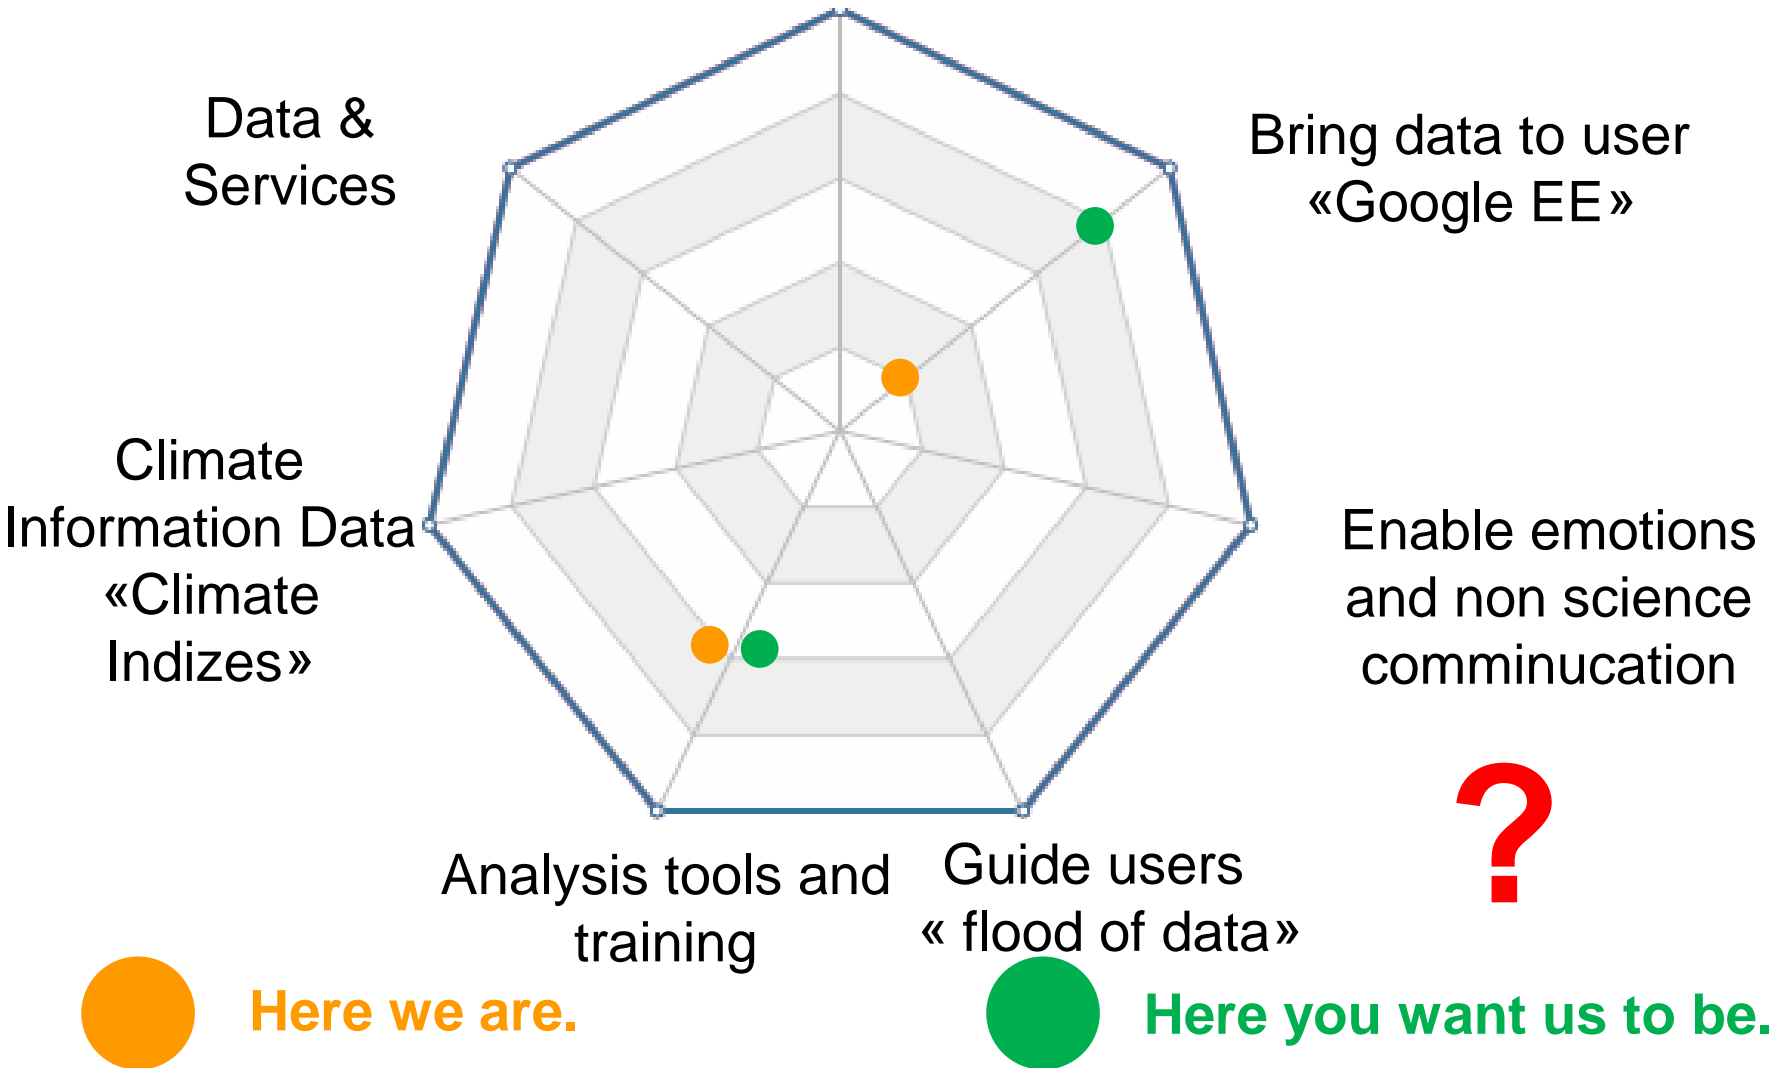 Data &
Services
Bring data to user
«Google EE»
Climate
Information Data
«Climate
Indizes»
Enable emotions
and non science
comminucation
?
Analysis tools and
training
Guide users
« flood of data»
Here we are.
Here you want us to be.